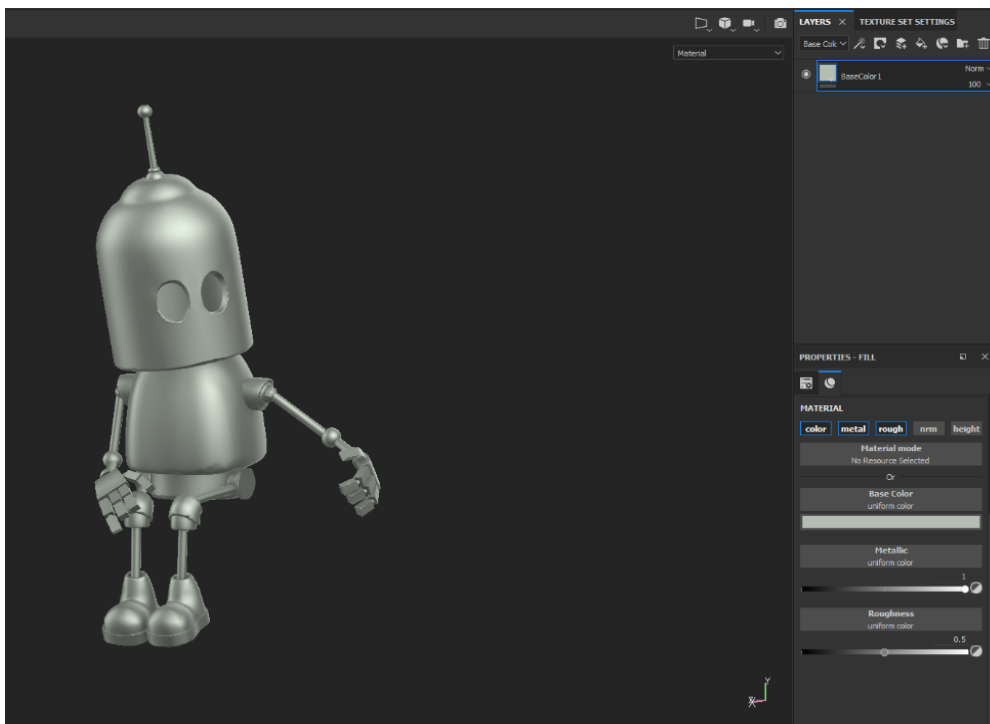 LAYERS
TEXTURE SET SETTINGS
Material
Base Col
Norm
BaseColor1
100
PROPERTIES - FILL
MATERIAL
color metal rough nrm height
Material mode
No Resource Selected
Or
Base Color
uniform color
Metallic
uniform color
1
Roughness
uniform color
0.5
Y
X